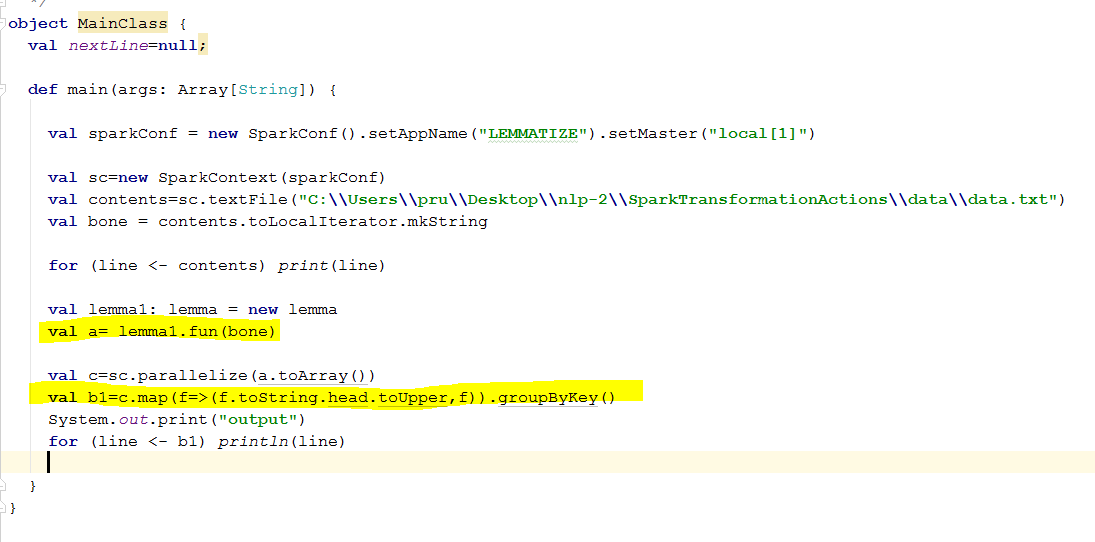 */
object MainClass {
val nextLine=null;
def main(args: Array[String]) {
val sparkConf = new SparkConf().setAppName("LEMMATIZE").setMaster("local[1]")
val sc=new SparkContext(sparkConf)
val contents=sc.textFile("C:\\Users\\pru\\Desktop\\nlp-2\\SparkTransformationActions\\data\\data.txt")
val bone = contents.toLocalIterator.mkString
for (line <- contents) print(line)
val lemma1: lemma = new lemma
val a= lemma1.fun(bone)
val c=sc.parallelize(a.toArray())
val b1=c.map(f=>(f.toString.head.toUpper,f)).groupByKey()
System.out.print("output")
for (line <- b1) println(line)
}
}